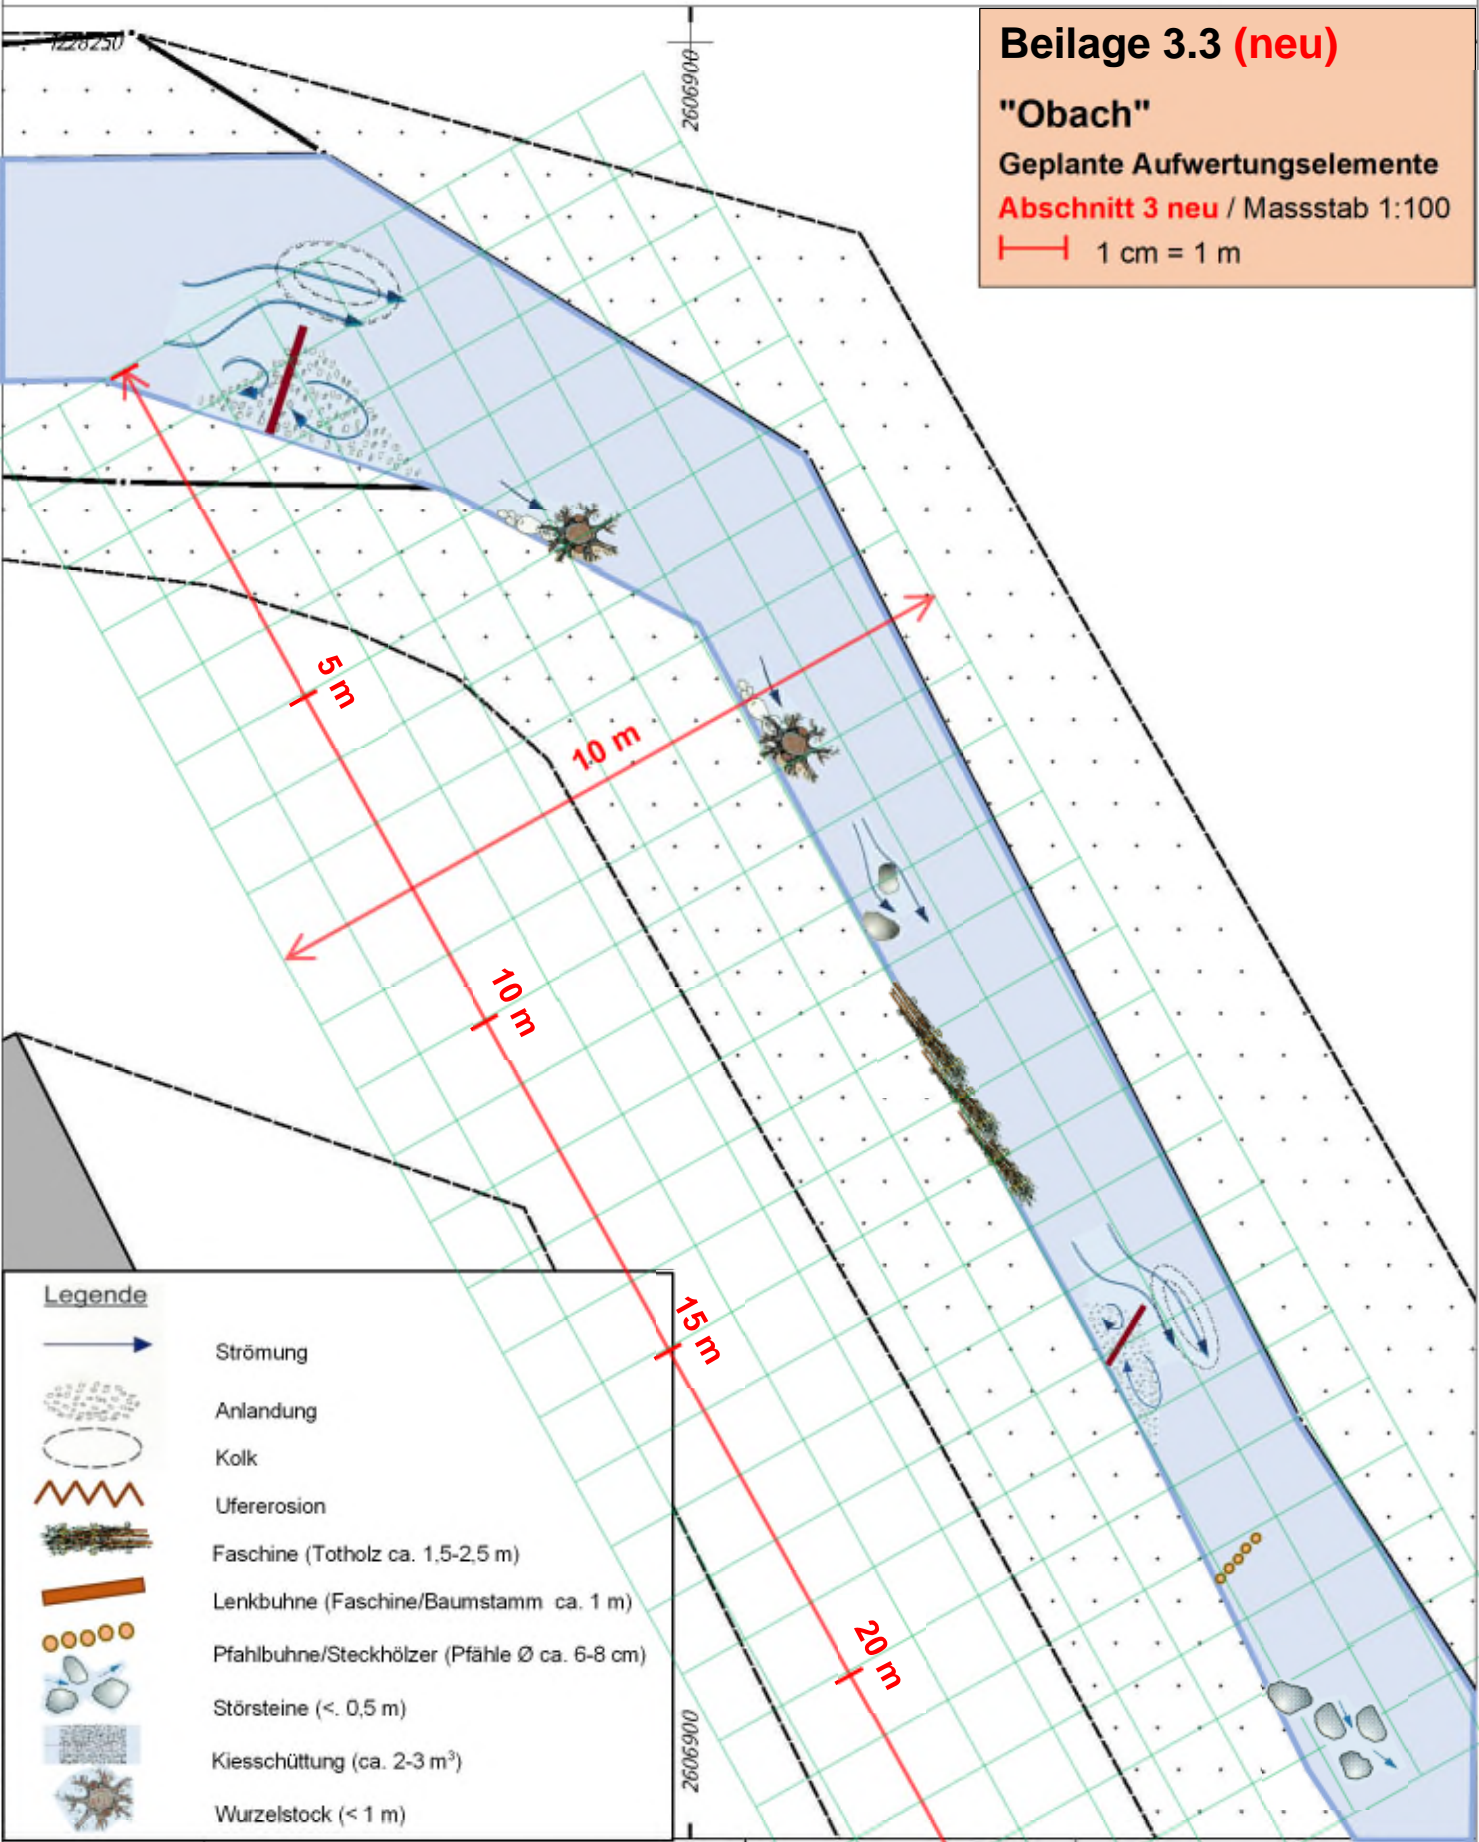 1228250
2606900
Beilage 3.3 (neu)
"Obach"
Geplante Aufwertungselemente
Abschnitt 3 neu / Massstab 1:100
1 cm = 1 m
5 m
10 m
10 m
15 m
20 m
Legende
Strömung
Anlandung
Kolk
Ufererosion
Faschine (Totholz ca. 1,5-2,5 m)
Lenkbuhne (Faschine/Baumstamm ca. 1 m)
Pfahlbuhne/Steckhölzer (Pfähle Ø ca. 6-8 cm)
Störsteine (<. 0,5 m)
Kiesschüttung (ca. 2-3 m³)
Wurzelstock (< 1 m)
2606900